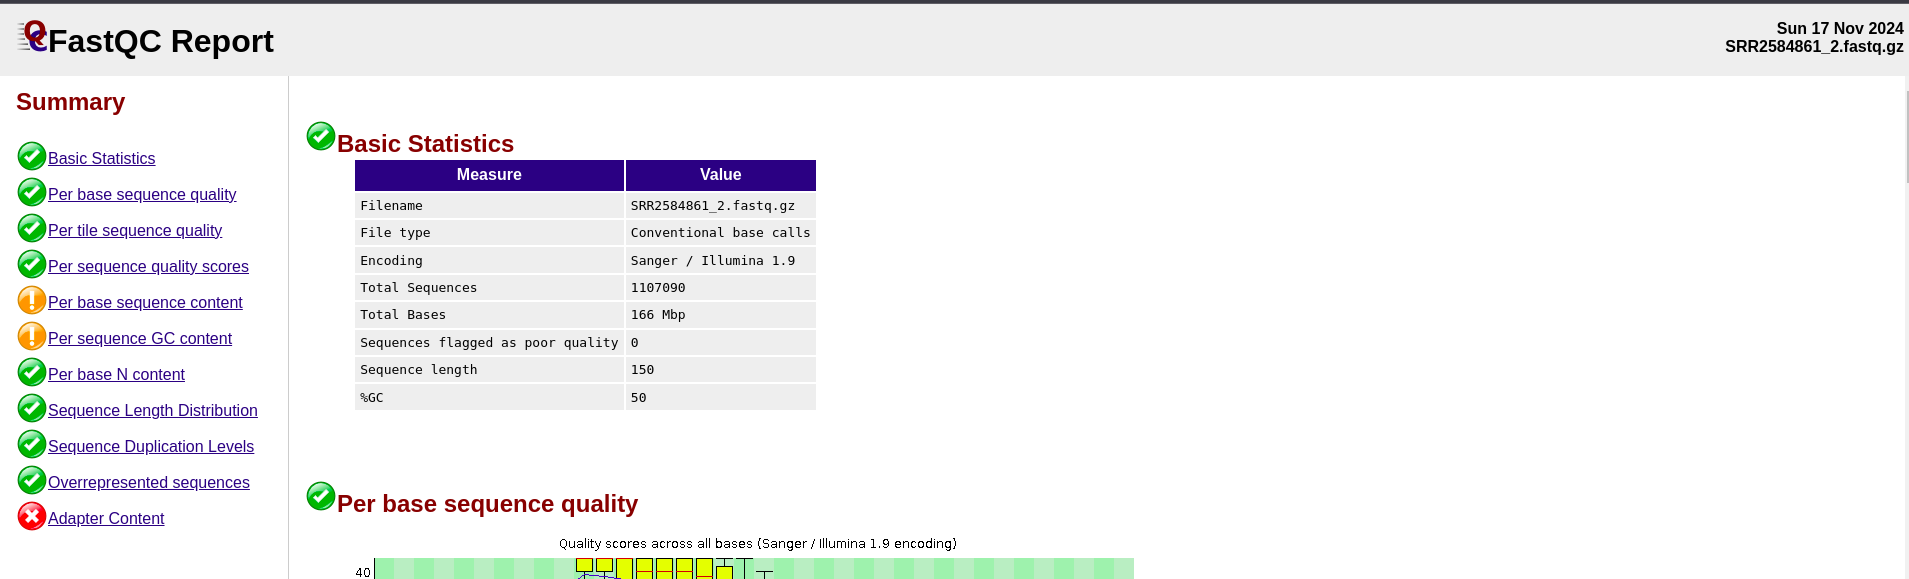 FastQC Report
Sun 17 Nov 2024
SRR2584861_2.fastq.gz
Summary
Basic Statistics
Per base sequence quality
Per tile sequence quality
Per sequence quality scores
Per base sequence content
Per sequence GC content
Per base N content
Sequence Length Distribution
Sequence Duplication Levels
Overrepresented sequences
Adapter Content
Basic Statistics
Measure Value
Filename SRR2584861_2.fastq.gz
File type Conventional base calls
Encoding Sanger / Illumina 1.9
Total Sequences 1107090
Total Bases 166 Mbp
Sequences flagged as poor quality 0
Sequence length 150
%GC 50
Per base sequence quality
Quality scores across all bases (Sanger / Illumina 1.9 encoding)
40